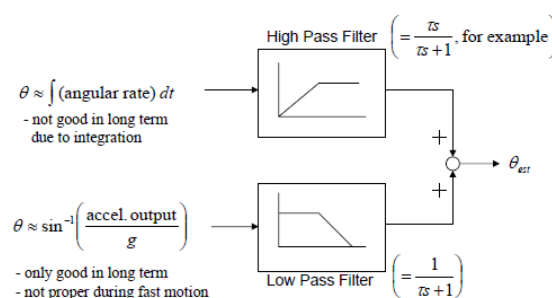 High Pass Filter
( = τs / τs + 1 , for example )
θ ≈ ∫ (angular rate) dt
- not good in long term
due to integration
+
+
θest
θ ≈ sin⁻¹( accel. output / g )
- only good in long term
- not proper during fast motion
Low Pass Filter
( = 1 / τs + 1 )